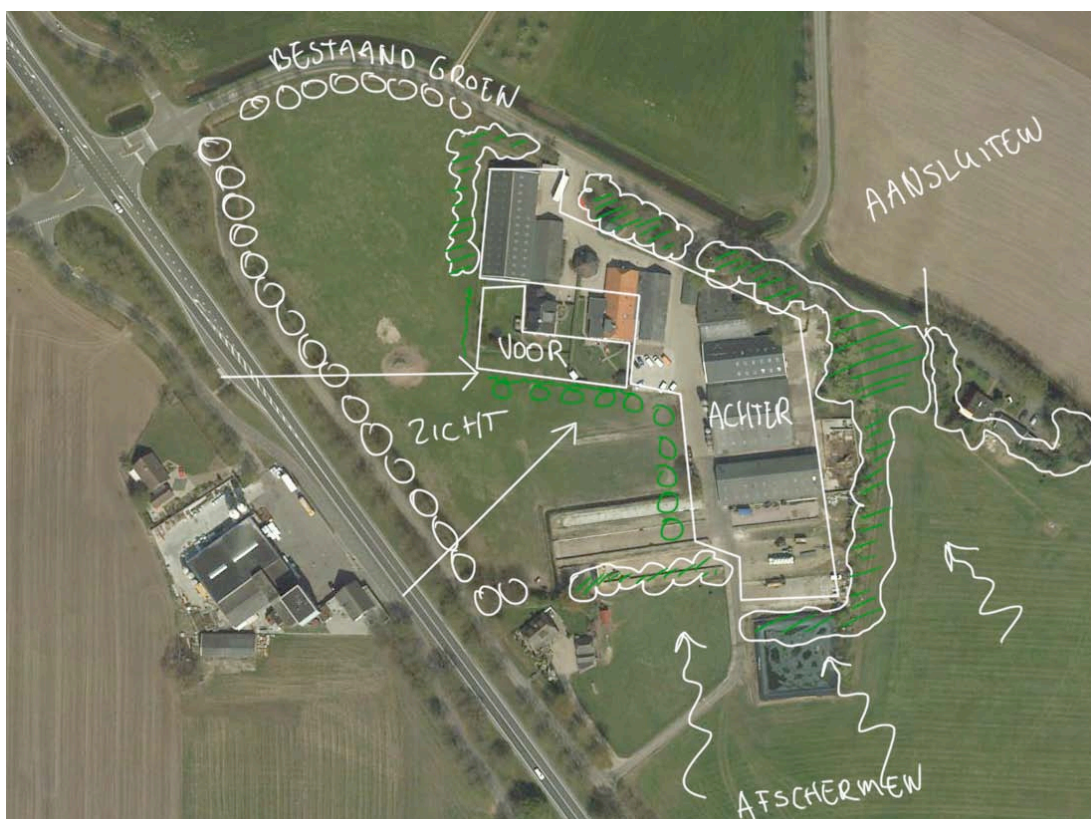 BESTAAND GROEN
AANSLUITEN
VOOR
ZICHT
ACHTER
AFSCHERMEN